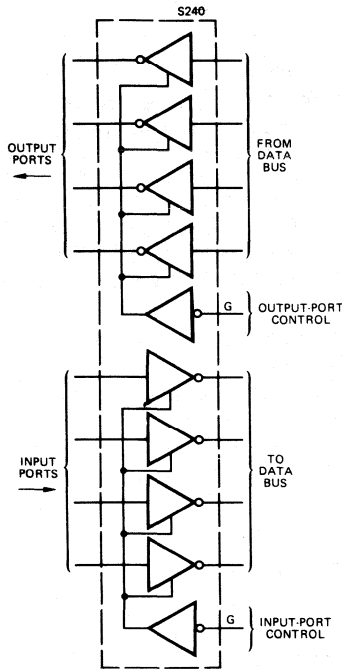 S240
OUTPUT
PORTS
FROM
DATA
BUS
G
OUTPUT-PORT
CONTROL
INPUT
PORTS
TO
DATA
BUS
G
INPUT-PORT
CONTROL